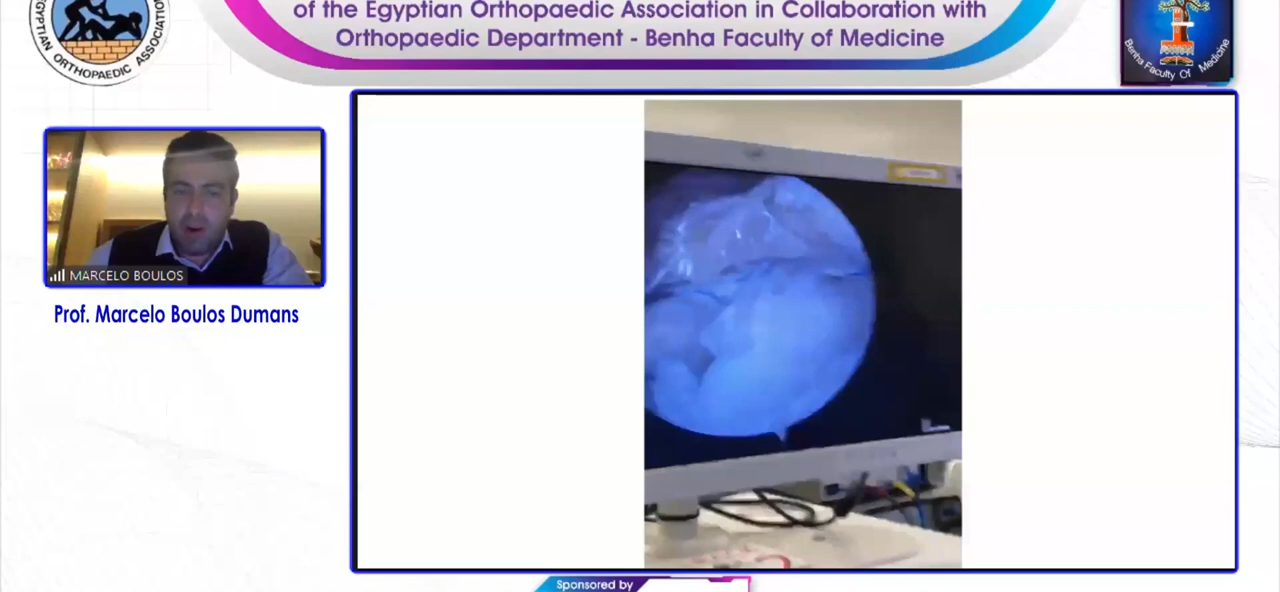 of the Egyptian Orthopaedic Association in Collaboration with
Orthopaedic Department - Benha Faculty of Medicine
EGYPTIAN ORTHOPAEDIC ASSOCIATION
Benha Faculty Of Medicine
MARCELO BOULOS
Prof. Marcelo Boulos Dumans
Sponsored by